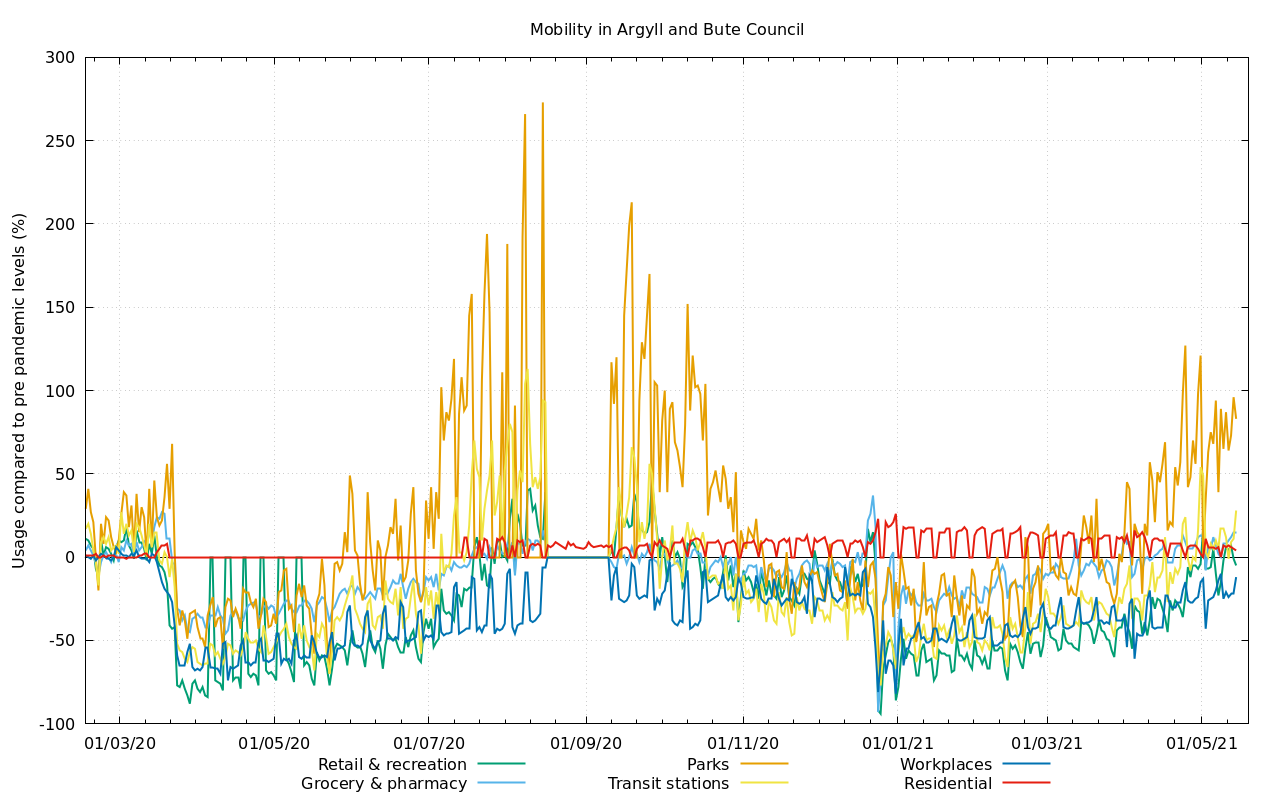 Mobility in Argyll and Bute Council
Usage compared to pre pandemic levels (%)
300
250
200
150
100
50
0
-50
-100
01/03/20 01/05/20 01/07/20 01/09/20 01/11/20 01/01/21 01/03/21 01/05/21
Retail & recreation Parks Workplaces
Grocery & pharmacy Transit stations Residential